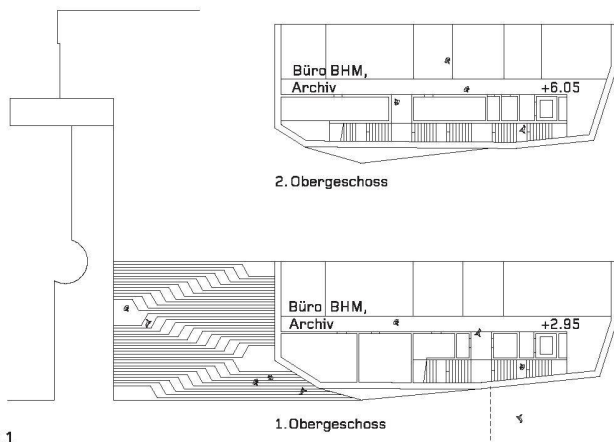 Büro BHM,
Archiv +6.05
2. Obergeschoss
Büro BHM,
Archiv +2.95
1. Obergeschoss
1